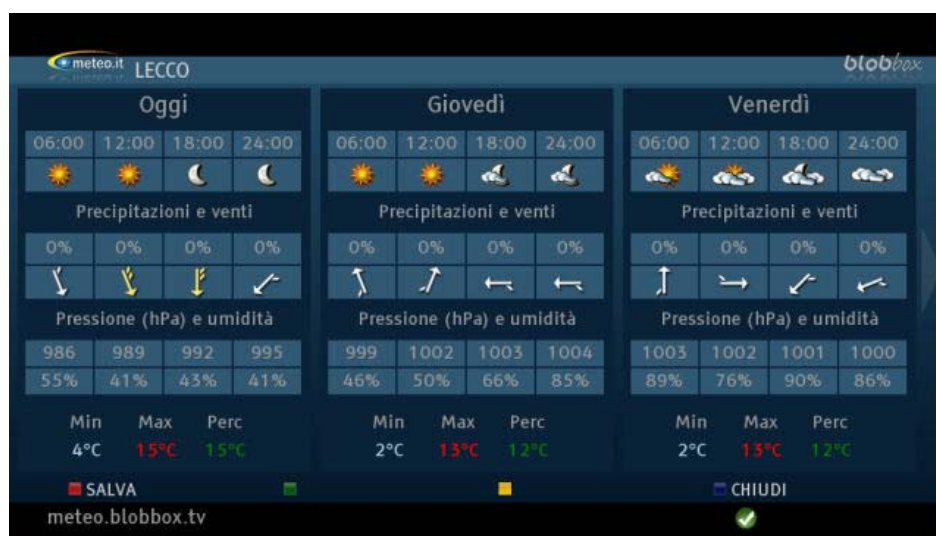 meteo.it LECCO blobbox
Oggi Giovedì Venerdì
06:00 12:00 18:00 24:00 06:00 12:00 18:00 24:00 06:00 12:00 18:00 24:00
Precipitazioni e venti Precipitazioni e venti Precipitazioni e venti
0% 0% 0% 0% 0% 0% 0% 0% 0% 0% 0% 0%
Pressione (hPa) e umidità Pressione (hPa) e umidità Pressione (hPa) e umidità
986 989 992 995 999 1002 1003 1004 1003 1002 1001 1000
55% 41% 43% 41% 46% 50% 66% 85% 89% 76% 90% 86%
Min Max Perc Min Max Perc Min Max Perc
4°C 15°C 15°C 2°C 13°C 12°C 2°C 13°C 12°C
SALVA CHIUDI
meteo.blobbox.tv